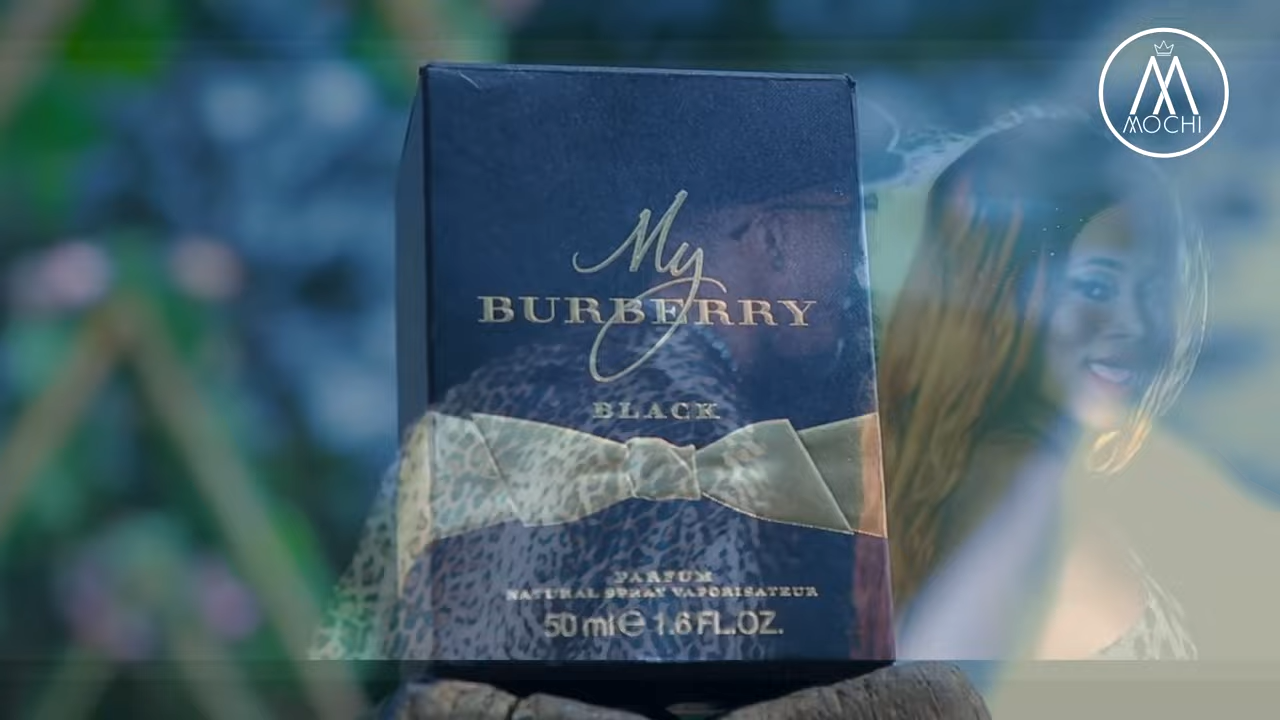 MOCHI
My
BURBERRY
BLACK
PARFUM
NATURAL SPRAY VAPORISATEUR
50 ml e 1.6 FL.OZ.